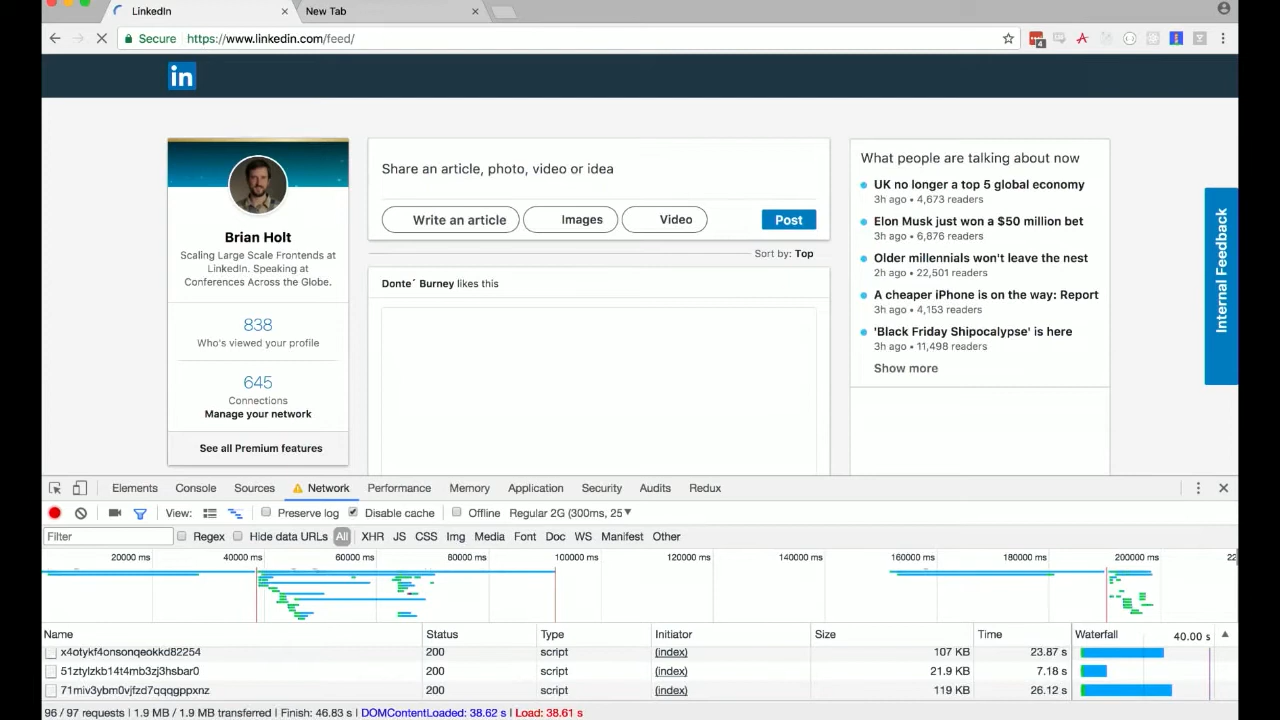 LinkedIn
New Tab
Secure https://www.linkedin.com/feed/
4
in
Brian Holt
Scaling Large Scale Frontends at
LinkedIn. Speaking at
Conferences Across the Globe.
838
Who's viewed your profile
645
Connections
Manage your network
See all Premium features
Share an article, photo, video or idea
Write an article Images Video Post
Sort by: Top
Donte´ Burney likes this
What people are talking about now
UK no longer a top 5 global economy
3h ago • 4,673 readers
Elon Musk just won a $50 million bet
3h ago • 6,876 readers
Older millennials won't leave the nest
2h ago • 22,501 readers
A cheaper iPhone is on the way: Report
3h ago • 4,153 readers
'Black Friday Shipocalypse' is here
3h ago • 11,498 readers
Show more
Internal Feedback
Elements Console Sources Network Performance Memory Application Security Audits Redux
View: Preserve log Disable cache Offline Regular 2G (300ms, 25
Filter Regex Hide data URLs All XHR JS CSS Img Media Font Doc WS Manifest Other
20000 ms 40000 ms 60000 ms 80000 ms 100000 ms 120000 ms 140000 ms 160000 ms 180000 ms 200000 ms 22
Name Status Type Initiator Size Time Waterfall 40.00 s
x4otykf4onsonqeokkd82254 200 script (index) 107 KB 23.87 s
51ztylzkb14t4mb3zj3hsbar0 200 script (index) 21.9 KB 7.18 s
71miv3ybm0vjfzd7qqqgppxnz 200 script (index) 119 KB 26.12 s
96 / 97 requests | 1.9 MB / 1.9 MB transferred | Finish: 46.83 s | DOMContentLoaded: 38.62 s | Load: 38.61 s